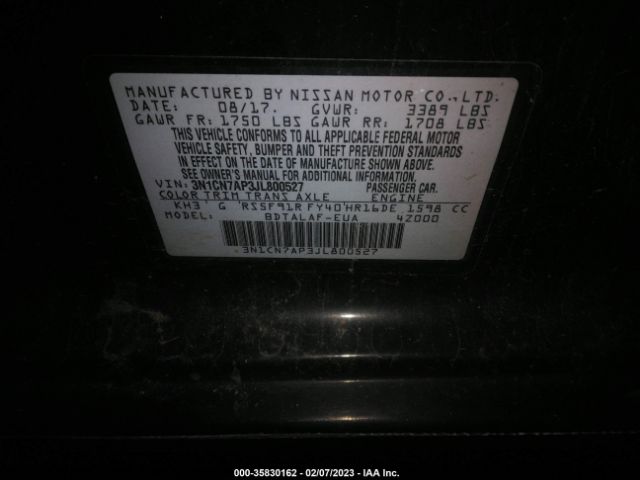 MANUFACTURED BY NISSAN MOTOR CO.,LTD.
DATE: 08/17. GVWR: 3389 LBS
GAWR FR: 1750 LBS GAWR RR: 1708 LBS
THIS VEHICLE CONFORMS TO ALL APPLICABLE FEDERAL MOTOR
VEHICLE SAFETY, BUMPER AND THEFT PREVENTION STANDARDS
IN EFFECT ON THE DATE OF MANUFACTURE SHOWN ABOVE.
SEE OWNER'S MANUAL FOR ADDITIONAL INFORMATION.
VIN: 3N1CN7AP3JL800527 PASSENGER CAR.
COLOR TRIM TRANS AXLE ENGINE
KH3 G RS5F91R FY40 HR16DE 1598 CC
MODEL: BDTALAF-EUA 4Z000
3N1CN7AP3JL800527
000-35830162 - 02/07/2023 - IAA Inc.